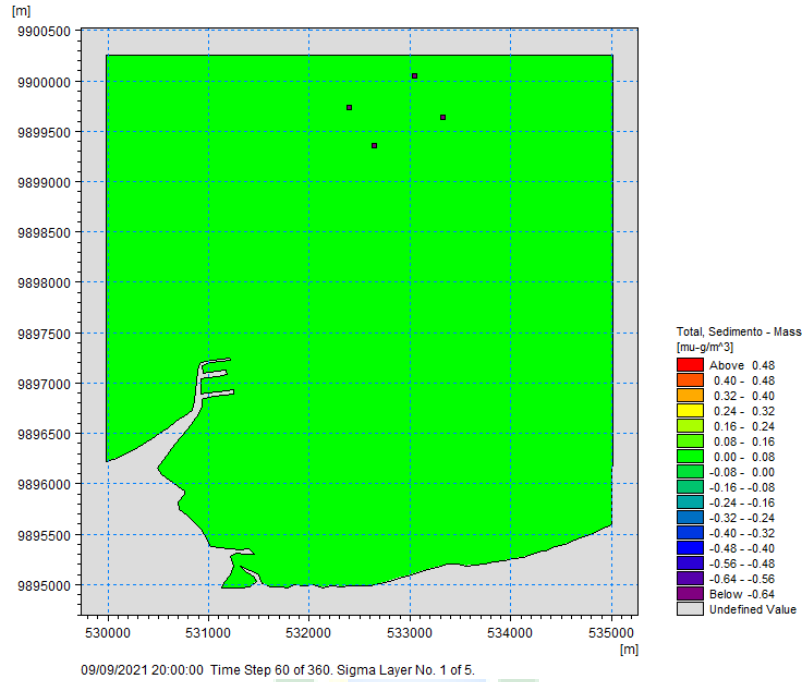 [m]
9900500
9900000
9899500
9899000
9898500
9898000
9897500
9897000
9896500
9896000
9895500
9895000
530000 531000 532000 533000 534000 535000
[m]
09/09/2021 20:00:00 Time Step 60 of 360. Sigma Layer No. 1 of 5.
Total, Sedimento - Mass
[mu-g/m^3]
Above 0.48
0.40 - 0.48
0.32 - 0.40
0.24 - 0.32
0.16 - 0.24
0.08 - 0.16
0.00 - 0.08
-0.08 - 0.00
-0.16 - -0.08
-0.24 - -0.16
-0.32 - -0.24
-0.40 - -0.32
-0.48 - -0.40
-0.56 - -0.48
-0.64 - -0.56
Below -0.64
Undefined Value